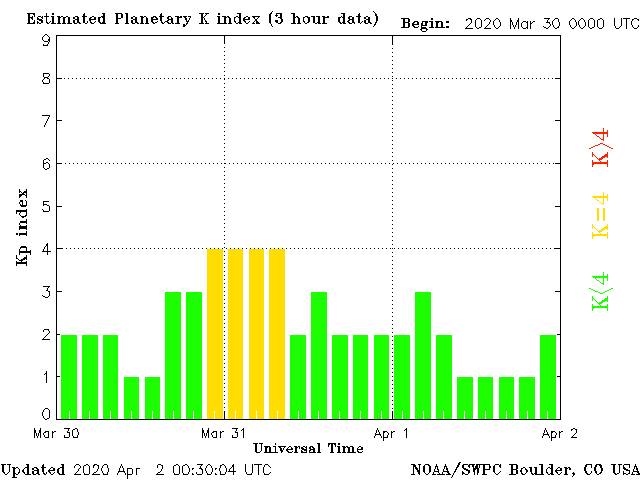 Estimated Planetary K index (3 hour data) Begin: 2020 Mar 30 0000 UTC
9
8
7
6
5
4
3
2
1
0
Kp index
K>4
K=4
K<4
Mar 30 Mar 31 Apr 1 Apr 2
Universal Time
Updated 2020 Apr 2 00:30:04 UTC NOAA/SWPC Boulder, CO USA